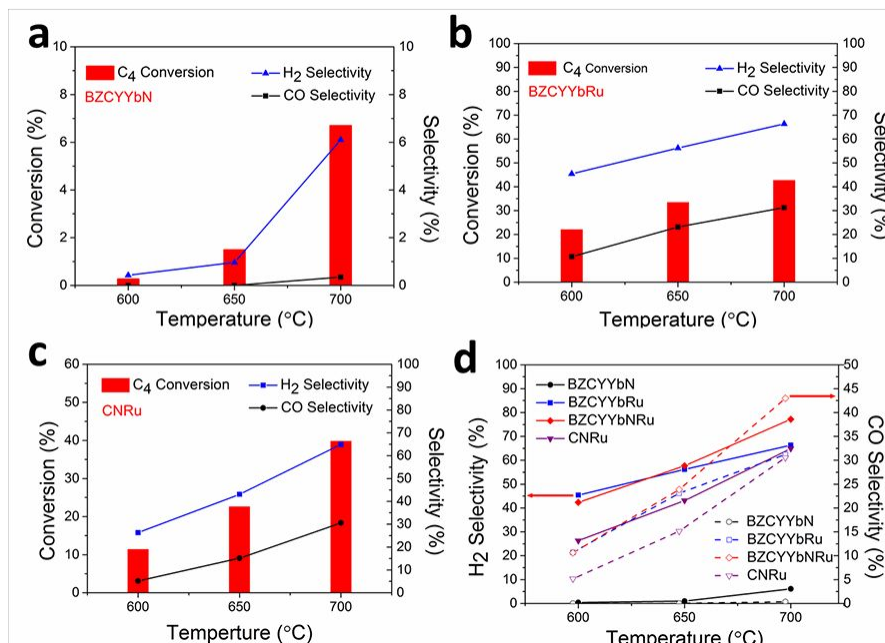 a
10
8
6
4
2
0
Conversion (%)
C4 Conversion
BZCYYbN
H2 Selectivity
CO Selectivity
10
8
6
4
2
0
Selectivity (%)
600 650 700
Temperature (°C)
b
100
90
80
70
60
50
40
30
20
10
0
Conversion (%)
C4 Conversion
BZCYYbRu
H2 Selectivity
CO Selectivity
100
90
80
70
60
50
40
30
20
10
0
Selectivity (%)
600 650 700
Temperature (°C)
c
60
50
40
30
20
10
0
Conversion (%)
C4 Conversion
CNRu
H2 Selectivity
CO Selectivity
100
90
80
70
60
50
40
30
20
10
0
Selectivity (%)
600 650 700
Temperture (°C)
d
100
90
80
70
60
50
40
30
20
10
0
H2 Selectivity (%)
BZCYYbN
BZCYYbRu
BZCYYbNRu
CNRu
BZCYYbN
BZCYYbRu
BZCYYbNRu
CNRu
50
45
40
35
30
25
20
15
10
5
0
CO Selectivity (%)
600 650 700
Temperature (°C)